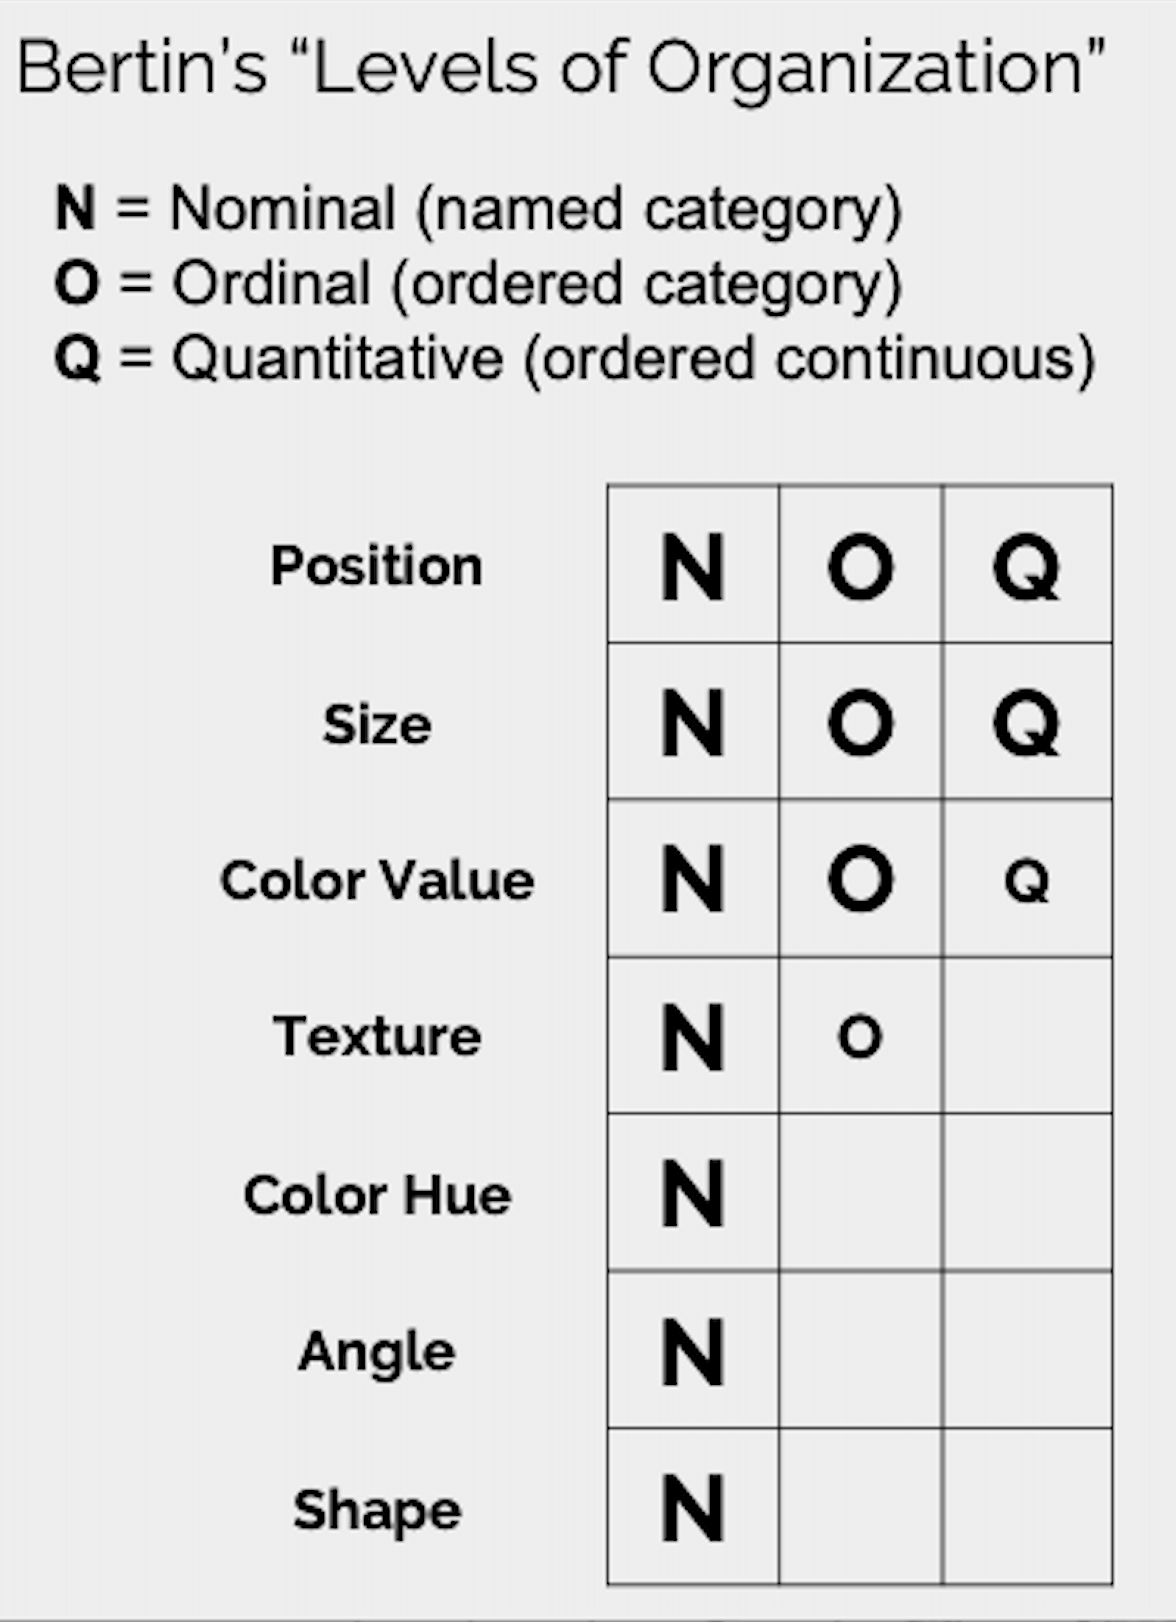 Bertin’s “Levels of Organization”
N = Nominal (named category)
O = Ordinal (ordered category)
Q = Quantitative (ordered continuous)
Position N O Q
Size N O Q
Color Value N O Q
Texture N O
Color Hue N
Angle N
Shape N